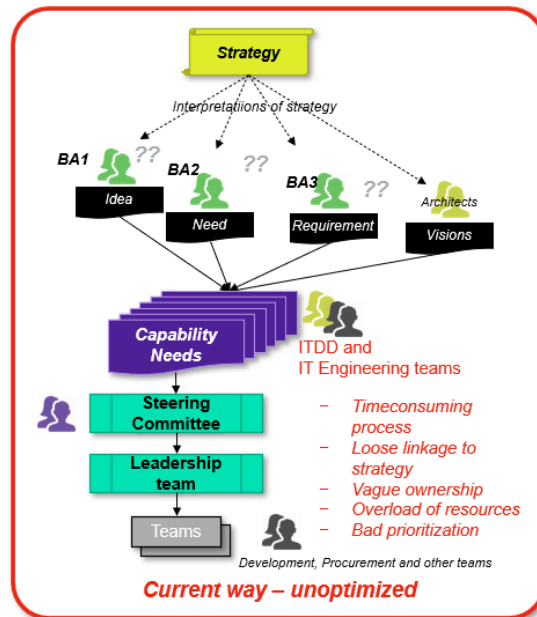 Strategy
Interpretatiions of strategy
BA1
??
BA2
??
BA3
??
Architects
Idea
Need
Requirement
Visions
Capability
Needs
ITDD and
IT Engineering teams
Steering
Committee
Leadership
team
Teams
- Timeconsuming
process
- Loose linkage to
strategy
- Vague ownership
- Overload of resources
- Bad prioritization
Development, Procurement and other teams
Current way – unoptimized